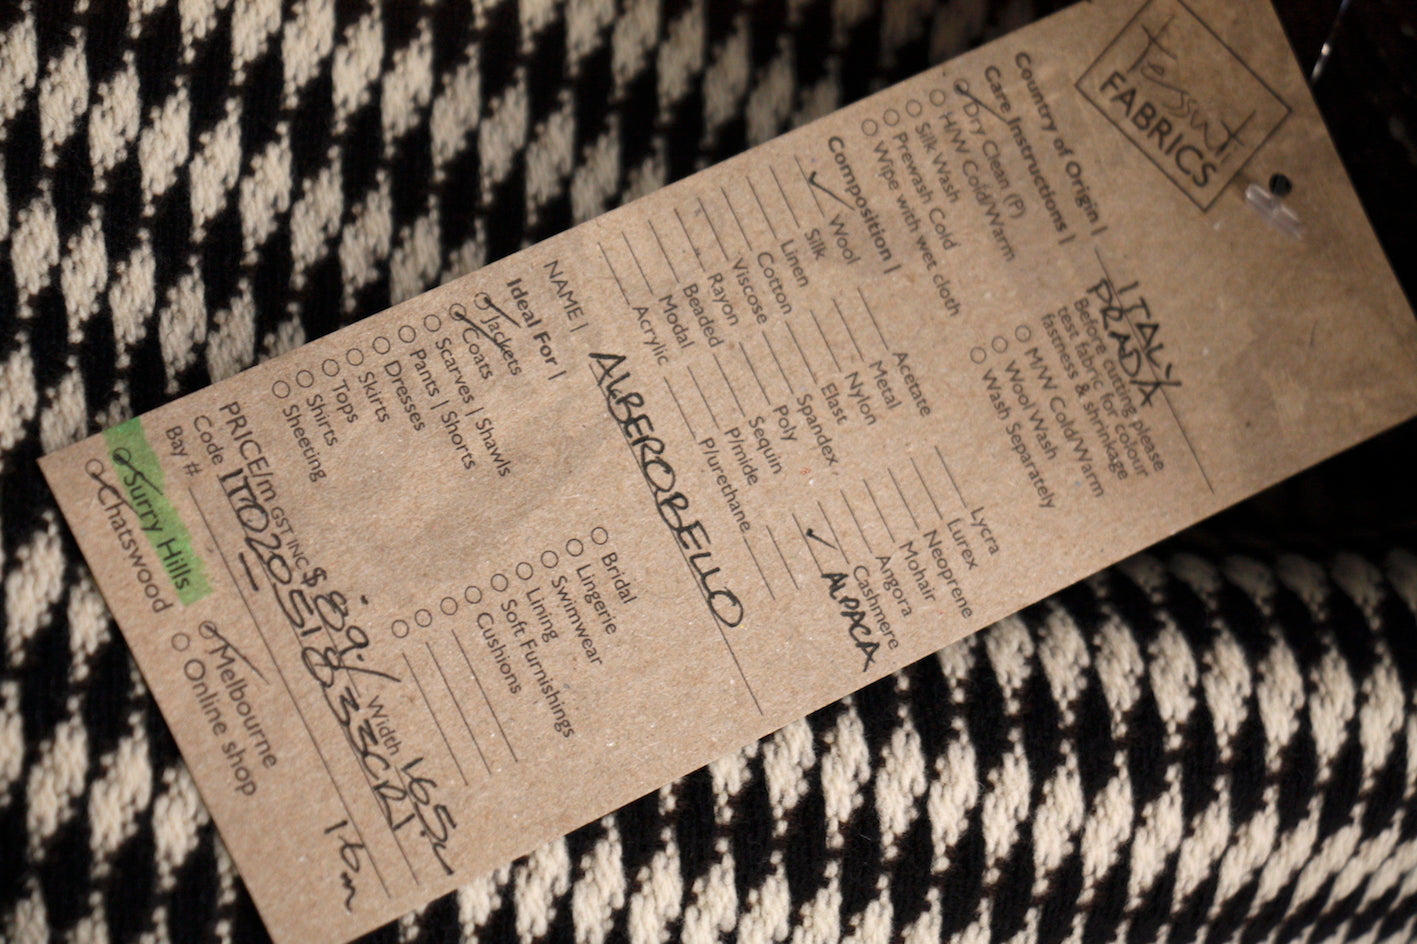 tessuti
FABRICS
Country of Origin | ITALY
PRADA
Care Instructions |
Before cutting please
test fabric for colour
fastness & shrinkage
Dry Clean (P)
H/W Cold/Warm
Silk Wash
Prewash Cold
Wipe with wet cloth
M/W Cold/Warm
Wool Wash
Wash Separately
Composition |
✓ Wool
Silk
Linen
Cotton
Viscose
Rayon
Beaded
Modal
Acrylic
Acetate
Metal
Nylon
Elast
Spandex
Poly
Sequin
P/mide
P/urethane
Lycra
Lurex
Neoprene
Mohair
Angora
Cashmere
✓ ALPACA
NAME | ALBEROBELLO
Ideal For |
Jackets
Coats
Scarves | Shawls
Pants | Shorts
Dresses
Skirts
Tops
Shirts
Sheeting
Bridal
Lingerie
Swimwear
Lining
Soft Furnishings
Cushions
PRICE/m GST INC $89./ Width 165
Code
Bay #
1·6m
Surry Hills
Chatswood
Melbourne
Online shop